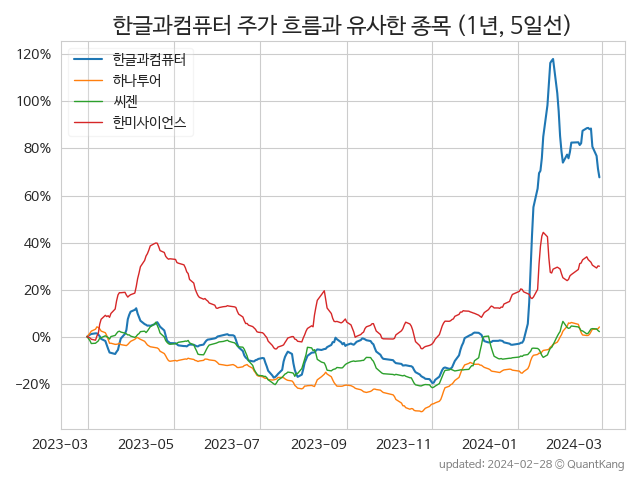 한글과컴퓨터 주가 흐름과 유사한 종목 (1년, 5일선)
120%
100%
80%
60%
40%
20%
0%
−20%
한글과컴퓨터
하나투어
씨젠
한미사이언스
2023-03
2023-05
2023-07
2023-09
2023-11
2024-01
2024-03
updated: 2024-02-28 ⓒ QuantKang